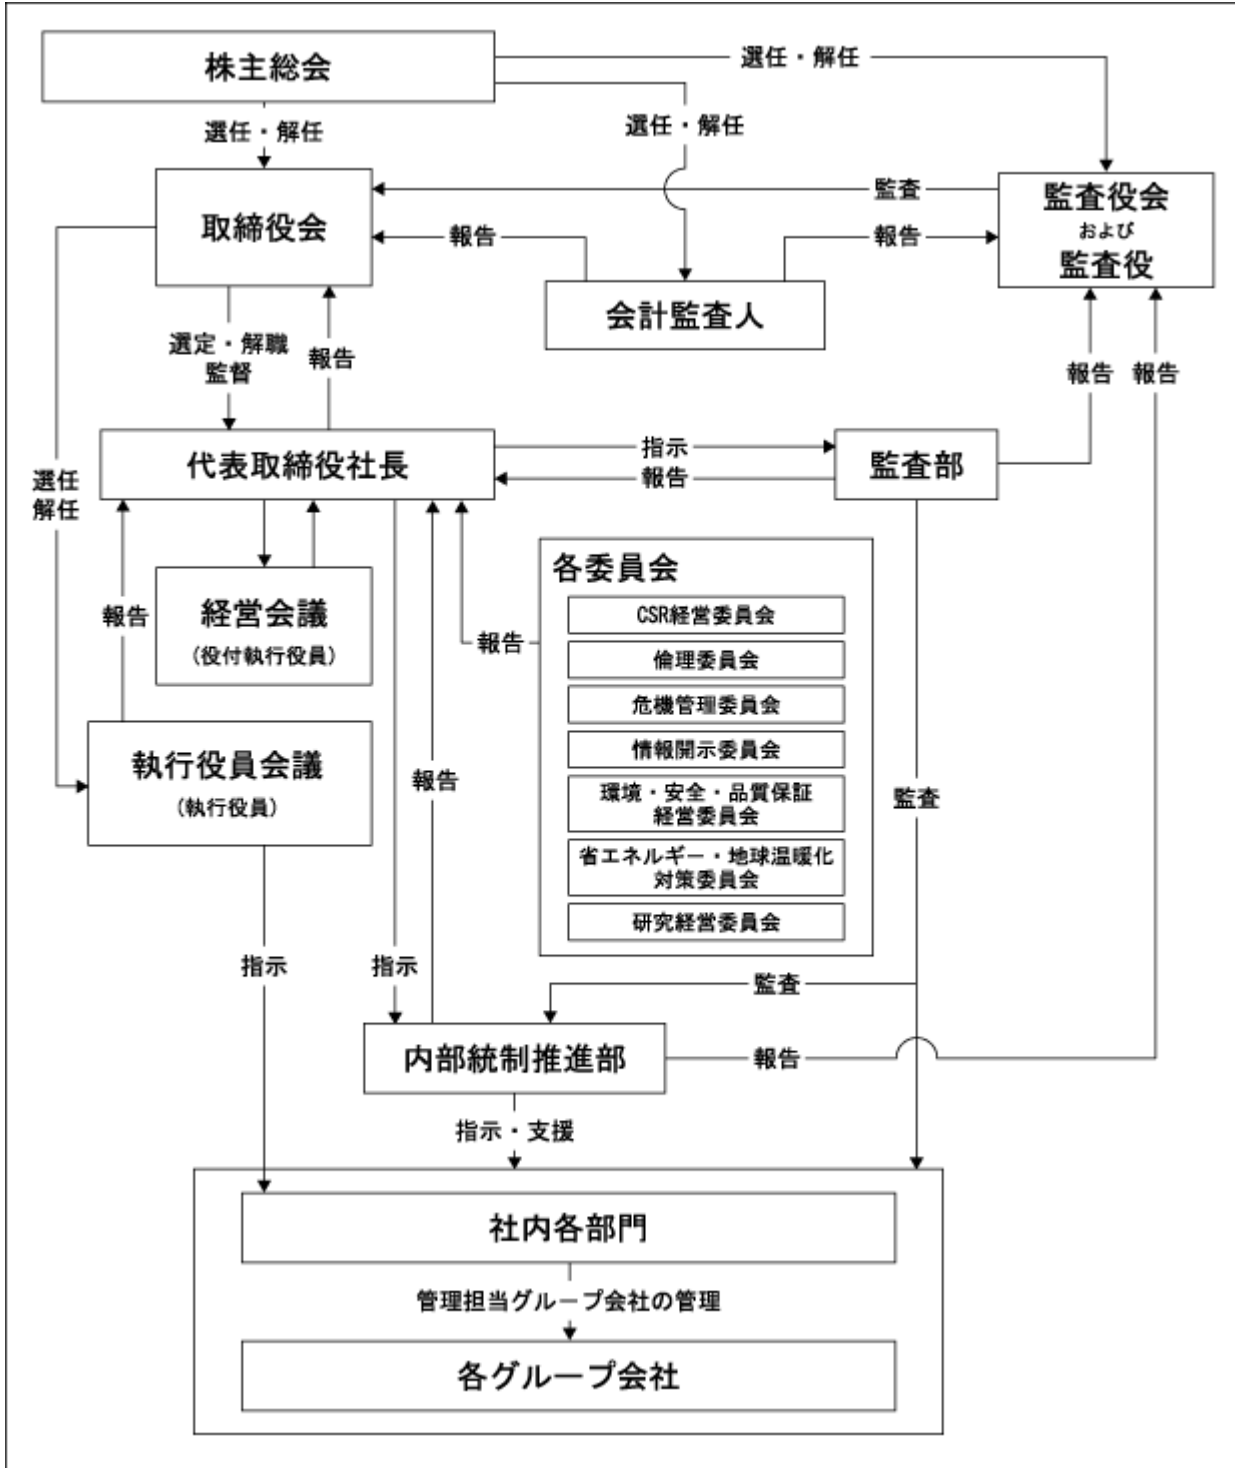 株主総会
選任・解任
選任・解任
選任・解任
取締役会
監査
監査役会
および
監査役
報告
報告
会計監査人
選定・解職
監督
報告
報告
報告
代表取締役社長
指示
報告
監査部
選任
解任
経営会議
(役付執行役員)
報告
執行役員会議
(執行役員)
報告
各委員会
CSR経営委員会
倫理委員会
危機管理委員会
情報開示委員会
環境・安全・品質保証
経営委員会
省エネルギー・地球温暖化
対策委員会
研究経営委員会
報告
監査
指示
指示
監査
内部統制推進部
報告
指示・支援
社内各部門
管理担当グループ会社の管理
各グループ会社